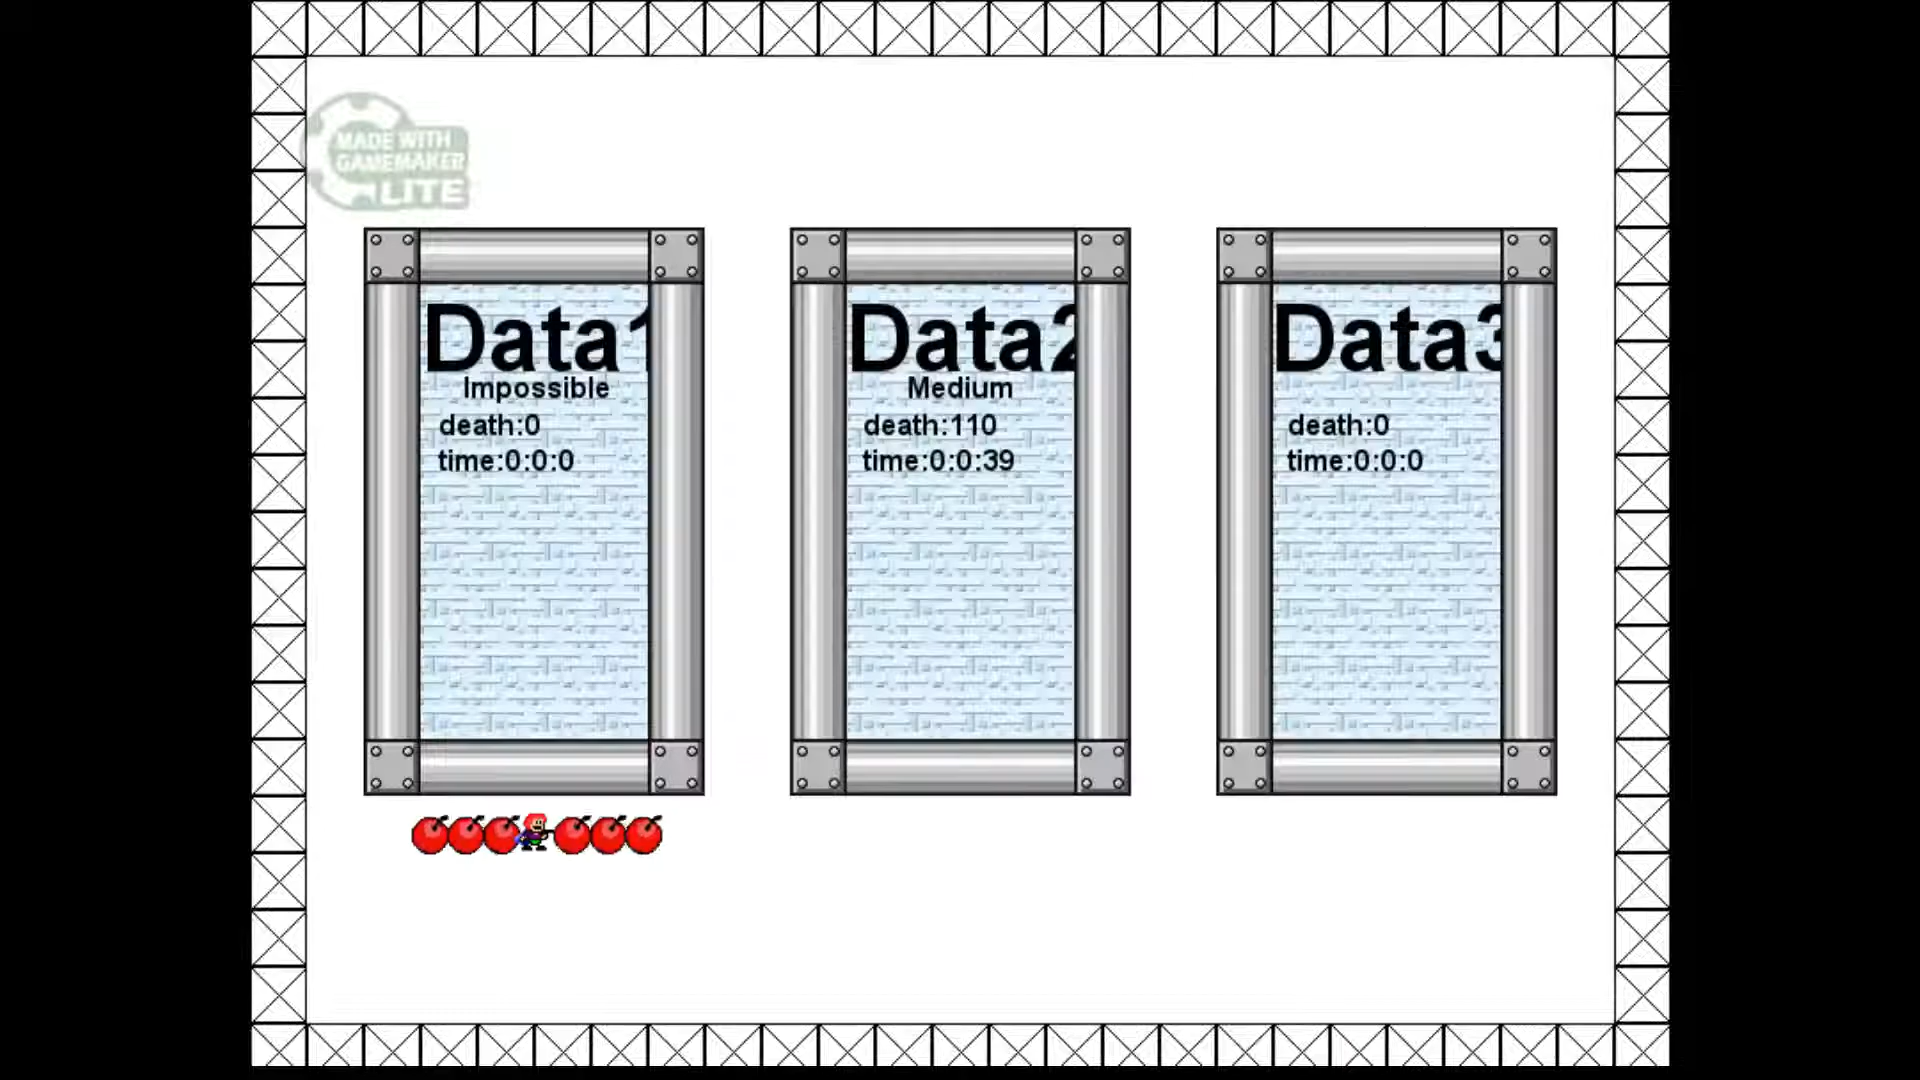 MADE WITH
GAMEMAKER
LITE
Data1
Impossible
death:0
time:0:0:0
Data2
Medium
death:110
time:0:0:39
Data3
death:0
time:0:0:0